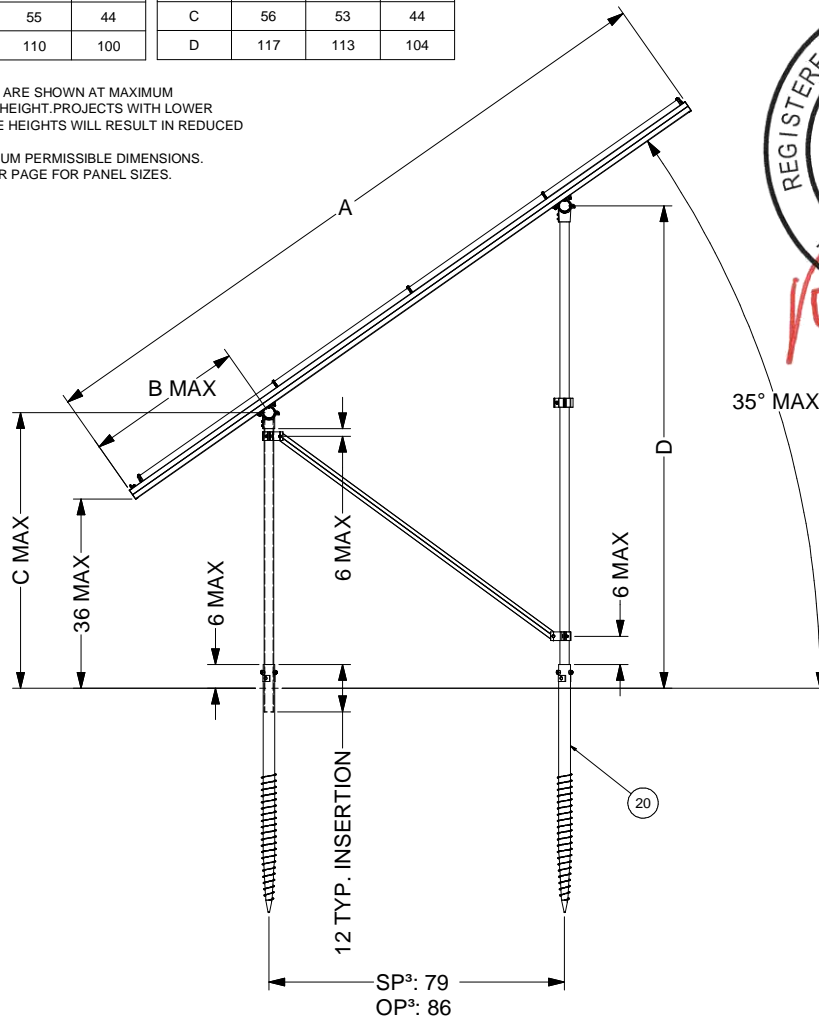 55 44
110 100
C 56 53 44
D 117 113 104
ARE SHOWN AT MAXIMUM
HEIGHT.PROJECTS WITH LOWER
HEIGHTS WILL RESULT IN REDUCED
PERMISSIBLE DIMENSIONS.
PAGE FOR PANEL SIZES.
REGISTERE
A
B MAX
35° MAX
C MAX
36 MAX
6 MAX
6 MAX
D
6 MAX
12 TYP. INSERTION
20
SP³: 79
OP³: 86